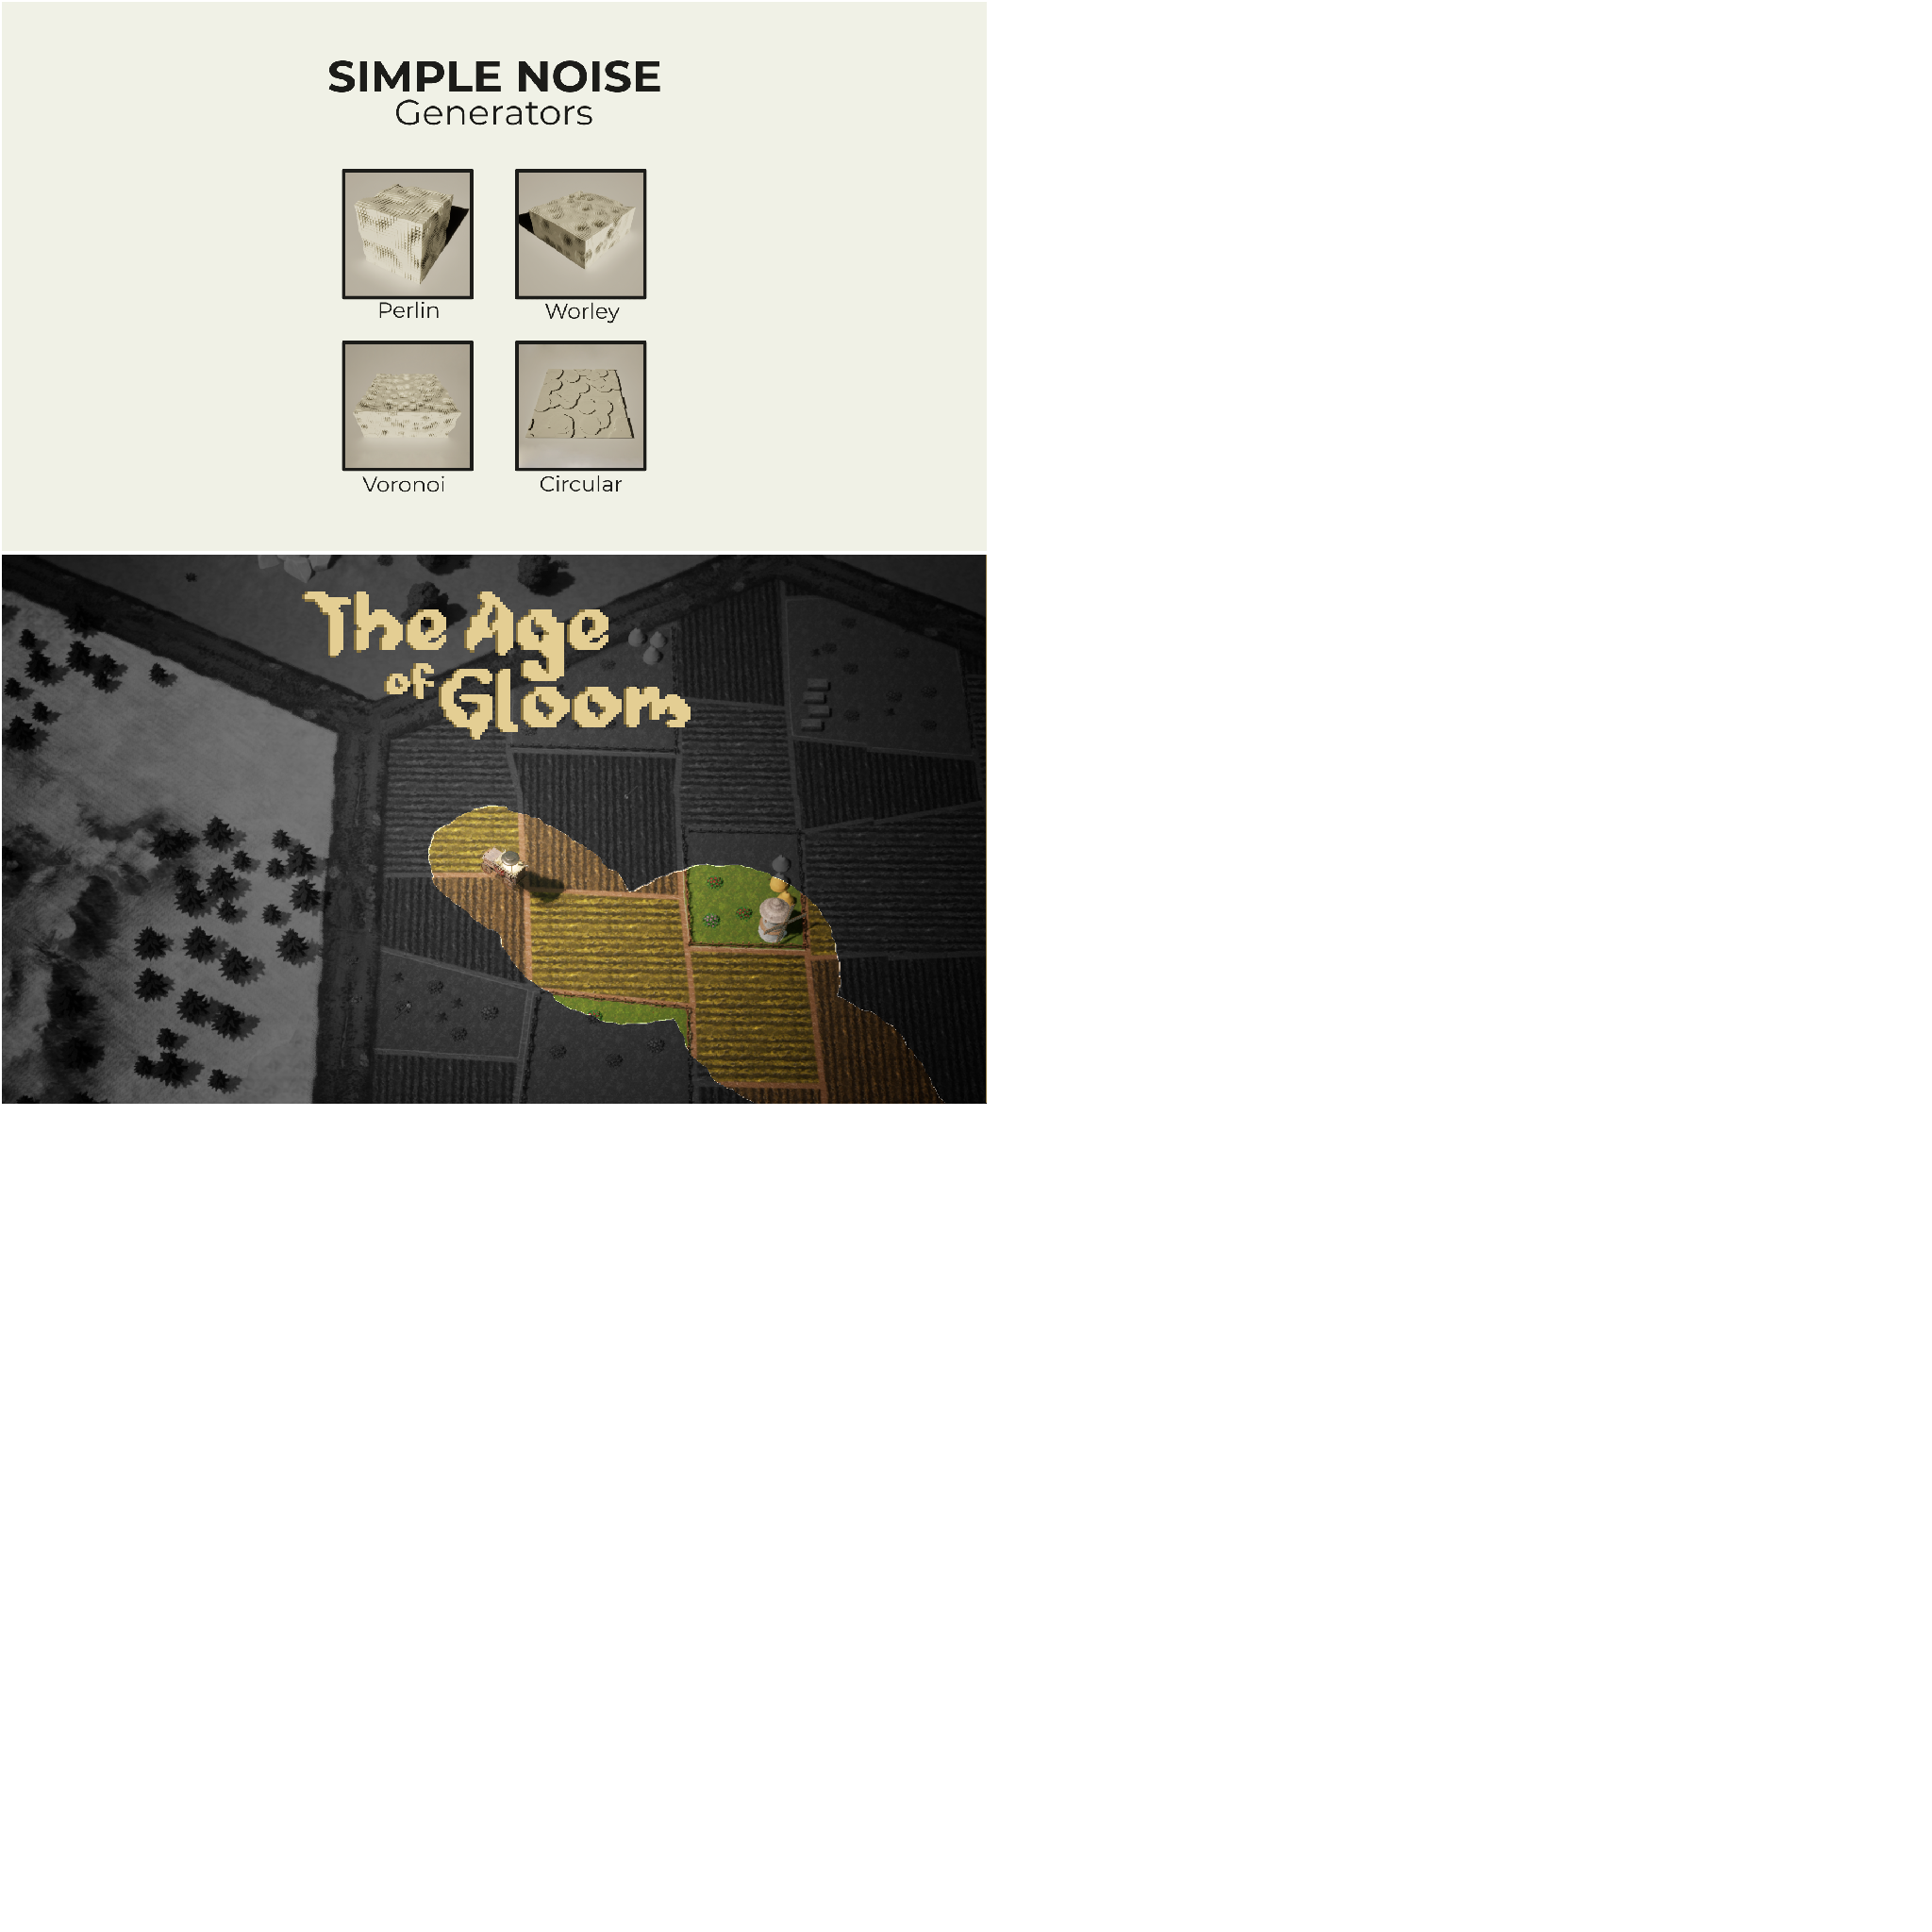 SIMPLE NOISE
Generators
Perlin
Worley
Voronoi
Circular
The Age
of Gloom